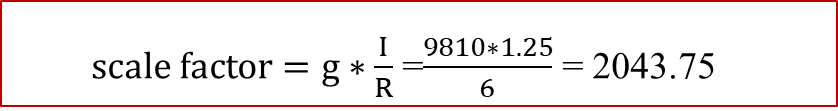 scale factor = g * I/R = 9810*1.25/6 = 2043.75